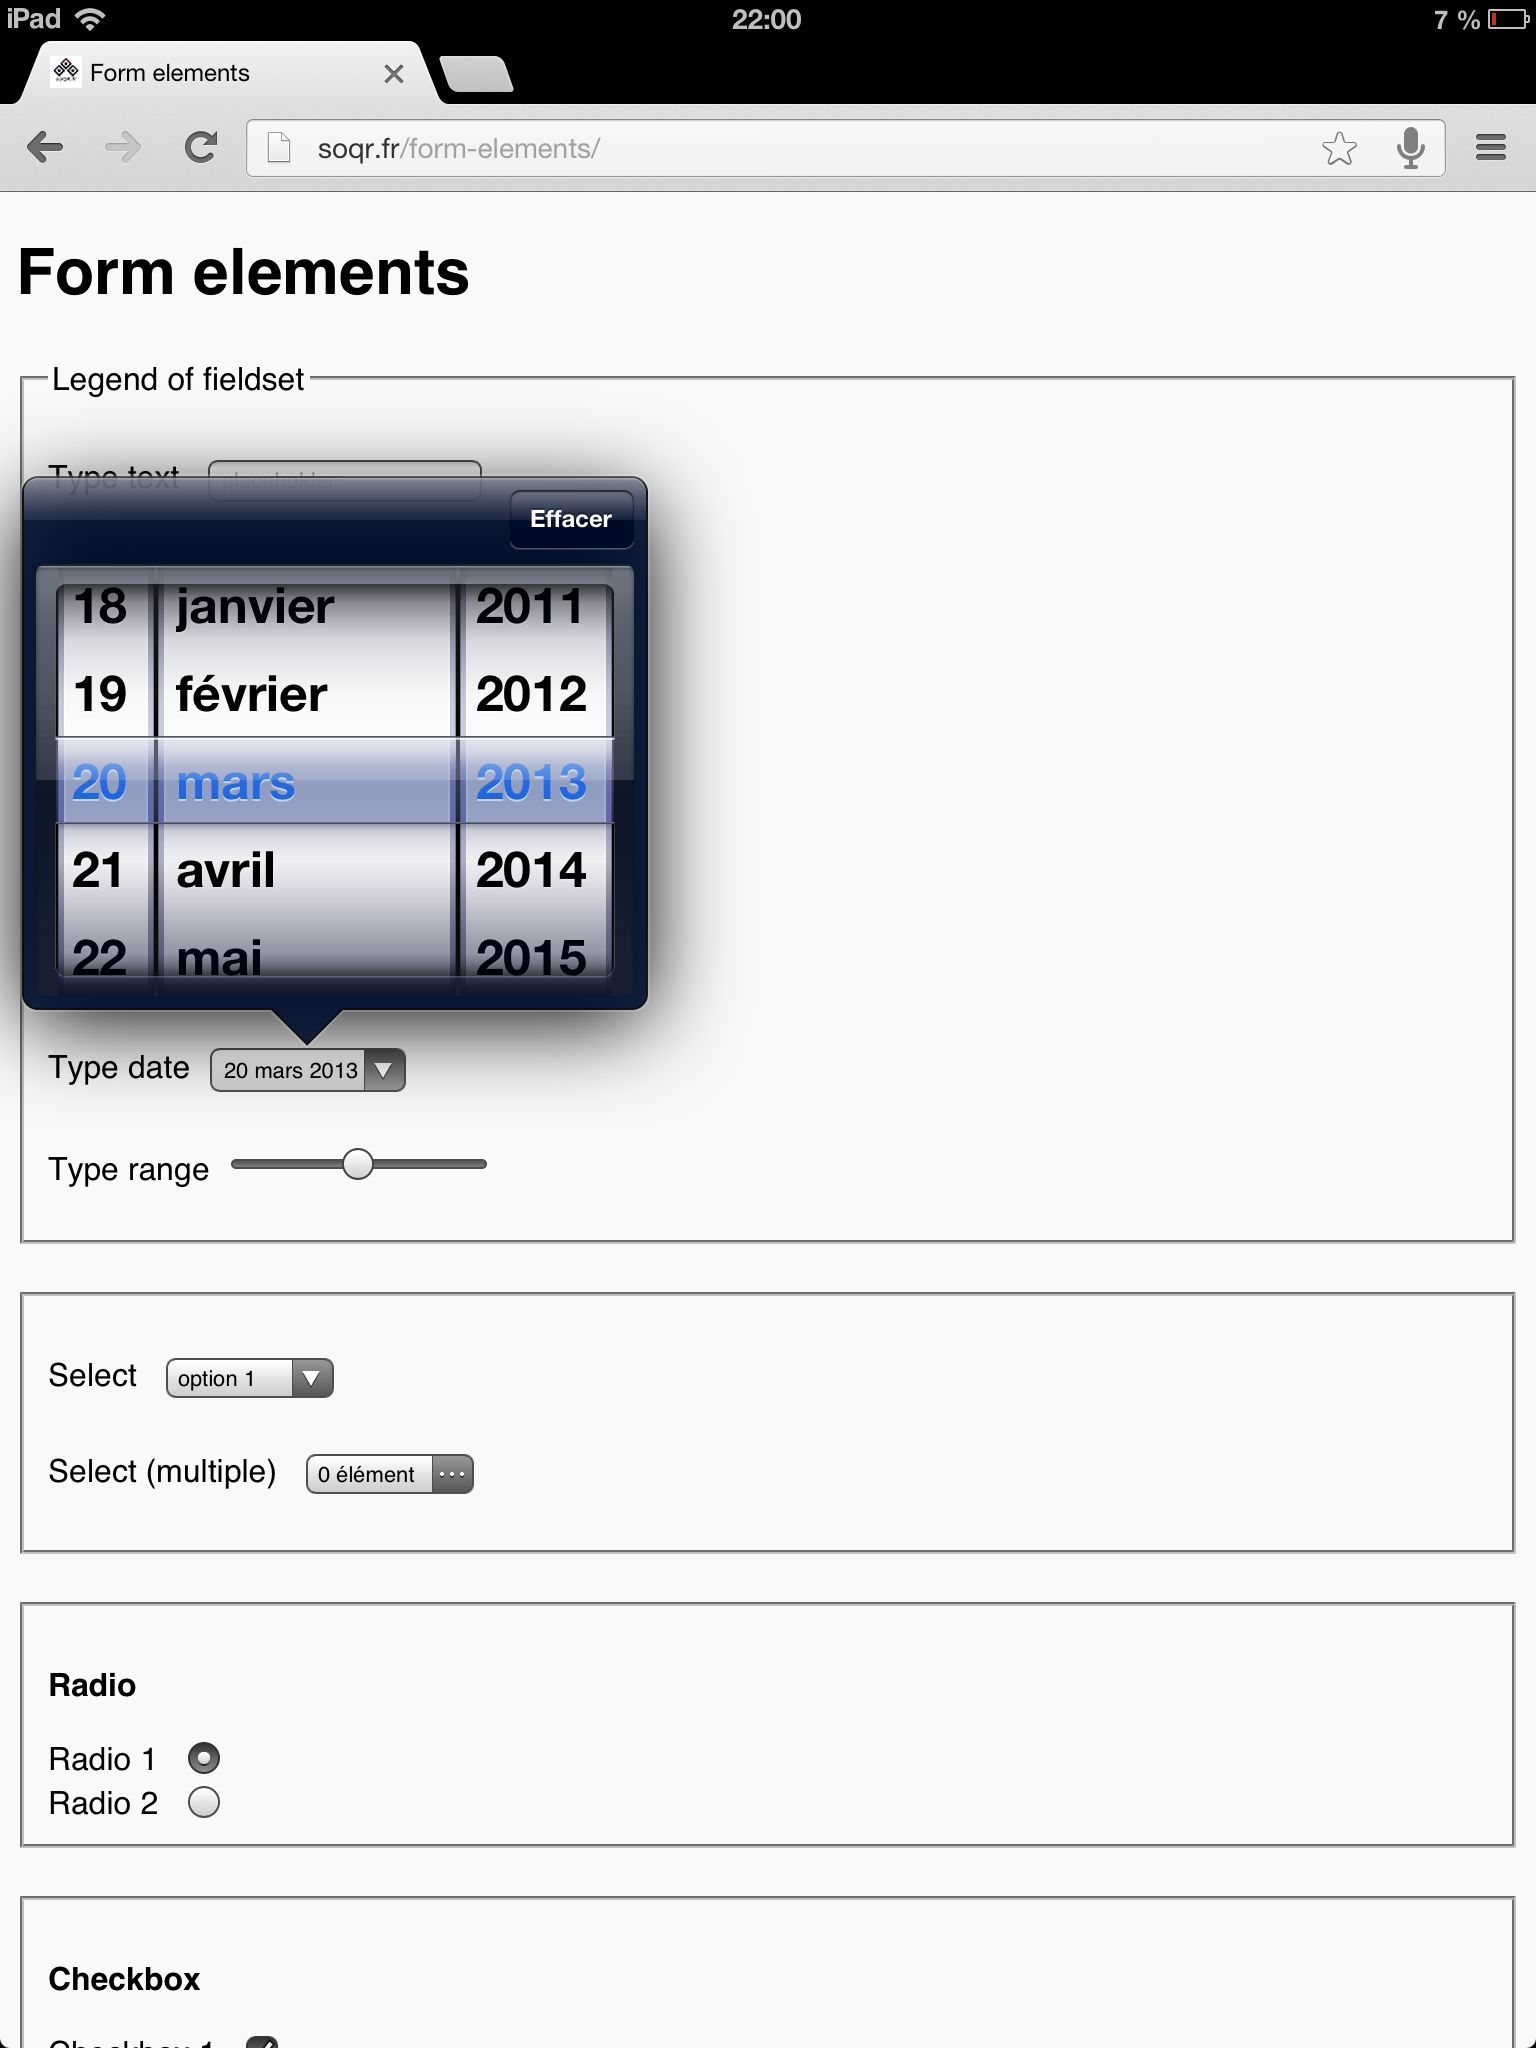 iPad 22:00 7 %
Form elements
soqr.fr/form-elements/
Form elements
Legend of fieldset
Type text placeholder
Effacer
18 janvier 2011
19 février 2012
20 mars 2013
21 avril 2014
22 mai 2015
Type date 20 mars 2013
Type range
Select option 1
Select (multiple) 0 élément ...
Radio
Radio 1
Radio 2
Checkbox
Checkbox 1